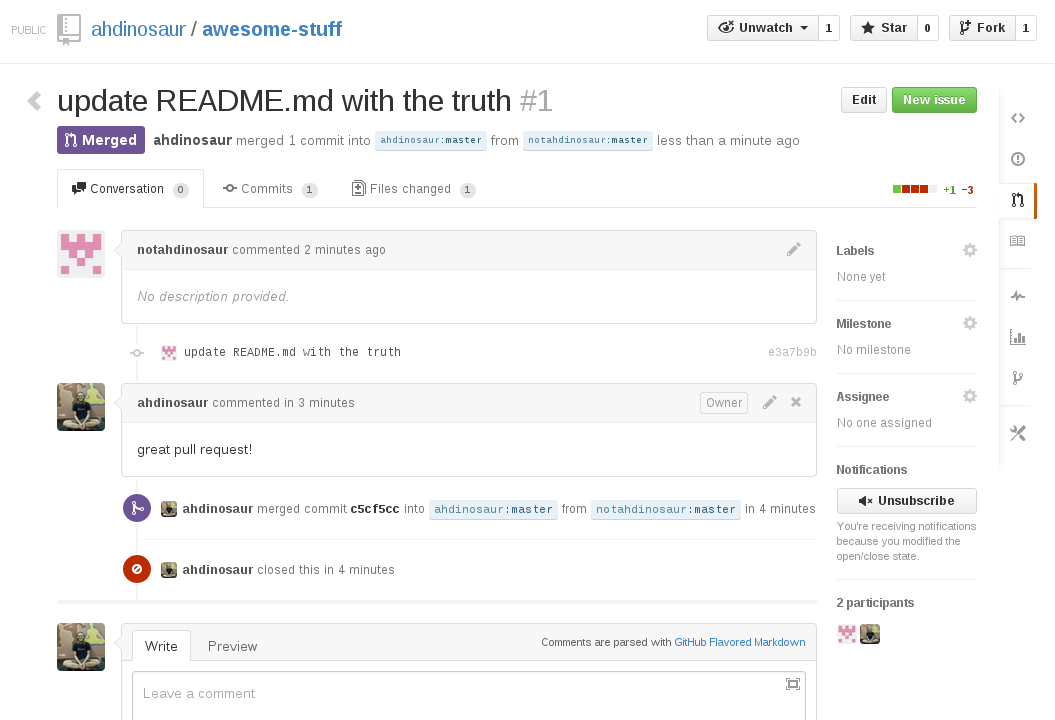 PUBLIC ahdinosaur / awesome-stuff Unwatch 1 Star 0 Fork 1
update README.md with the truth #1 Edit New issue
Merged ahdinosaur merged 1 commit into ahdinosaur:master from notahdinosaur:master less than a minute ago
Conversation 0 Commits 1 Files changed 1 +1 −3
notahdinosaur commented 2 minutes ago
No description provided.
update README.md with the truth e3a7b9b
ahdinosaur commented in 3 minutes Owner
great pull request!
ahdinosaur merged commit c5cf5cc into ahdinosaur:master from notahdinosaur:master in 4 minutes
ahdinosaur closed this in 4 minutes
Write Preview Comments are parsed with GitHub Flavored Markdown
Leave a comment
Labels
None yet
Milestone
No milestone
Assignee
No one assigned
Notifications
Unsubscribe
You're receiving notifications
because you modified the
open/close state.
2 participants